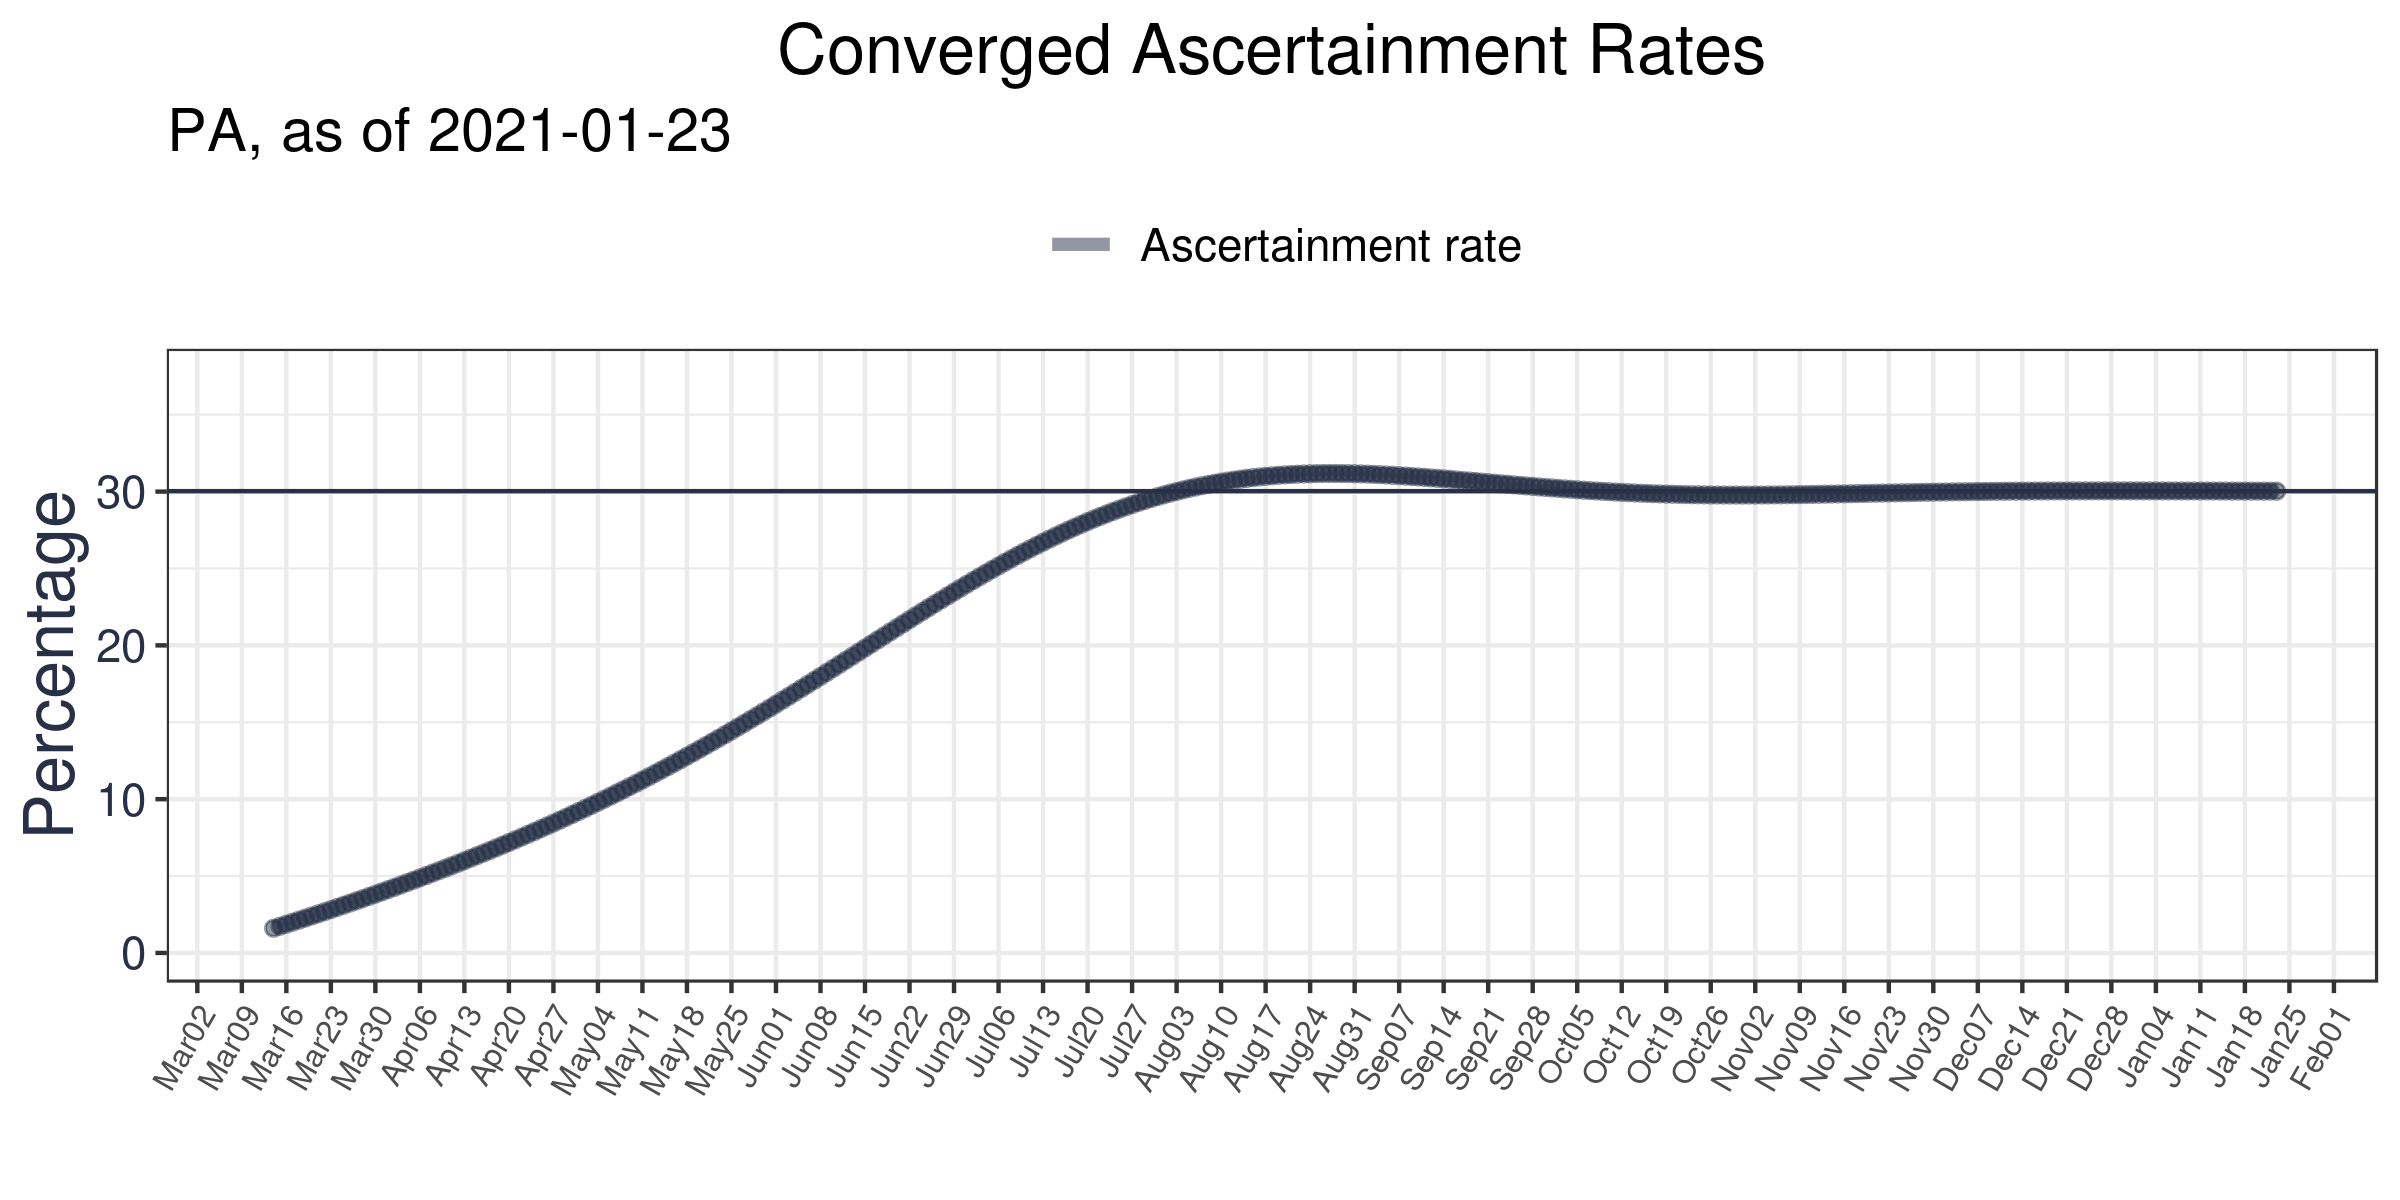 Converged Ascertainment Rates
PA, as of 2021-01-23
Ascertainment rate
Percentage
30
20
10
0
Mar02
Mar09
Mar16
Mar23
Mar30
Apr06
Apr13
Apr20
Apr27
May04
May11
May18
May25
Jun01
Jun08
Jun15
Jun22
Jun29
Jul06
Jul13
Jul20
Jul27
Aug03
Aug10
Aug17
Aug24
Aug31
Sep07
Sep14
Sep21
Sep28
Oct05
Oct12
Oct19
Oct26
Nov02
Nov09
Nov16
Nov23
Nov30
Dec07
Dec14
Dec21
Dec28
Jan04
Jan11
Jan18
Jan25
Feb01